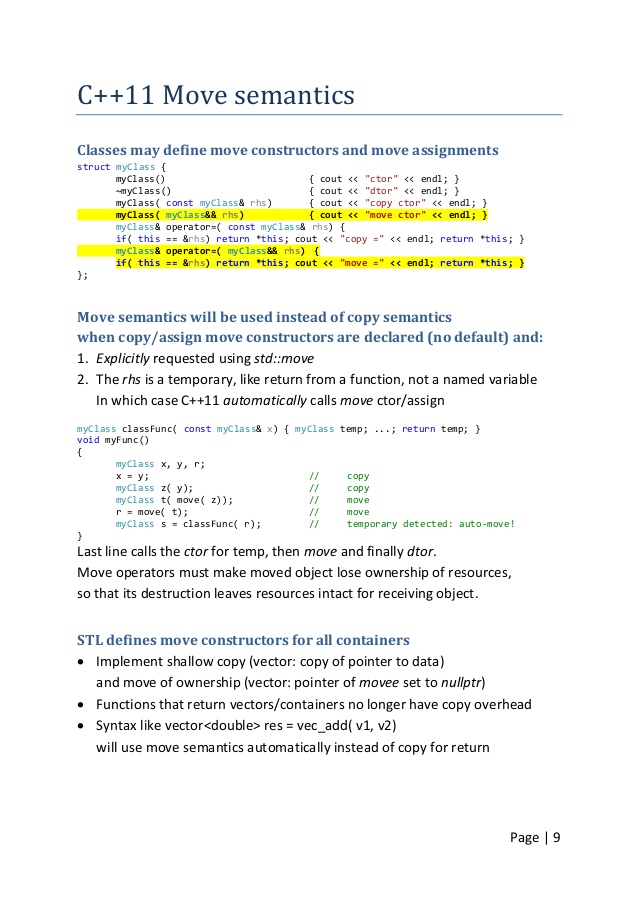 C++11 Move semantics
Classes may define move constructors and move assignments
struct myClass {
myClass() { cout << "ctor" << endl; }
~myClass() { cout << "dtor" << endl; }
myClass( const myClass& rhs) { cout << "copy ctor" << endl; }
myClass( myClass&& rhs) { cout << "move ctor" << endl; }
myClass& operator=( const myClass& rhs) {
if( this == &rhs) return *this; cout << "copy =" << endl; return *this; }
myClass& operator=( myClass&& rhs) {
if( this == &rhs) return *this; cout << "move =" << endl; return *this; }
};
Move semantics will be used instead of copy semantics
when copy/assign move constructors are declared (no default) and:
1. Explicitly requested using std::move
2. The rhs is a temporary, like return from a function, not a named variable
In which case C++11 automatically calls move ctor/assign
myClass classFunc( const myClass& x) { myClass temp; ...; return temp; }
void myFunc()
{
myClass x, y, r;
x = y; // copy
myClass z( y); // copy
myClass t( move( z)); // move
r = move( t); // move
myClass s = classFunc( r); // temporary detected: auto-move!
}
Last line calls the ctor for temp, then move and finally dtor.
Move operators must make moved object lose ownership of resources,
so that its destruction leaves resources intact for receiving object.
STL defines move constructors for all containers
• Implement shallow copy (vector: copy of pointer to data)
and move of ownership (vector: pointer of movee set to nullptr)
• Functions that return vectors/containers no longer have copy overhead
• Syntax like vector<double> res = vec_add( v1, v2)
will use move semantics automatically instead of copy for return
Page | 9